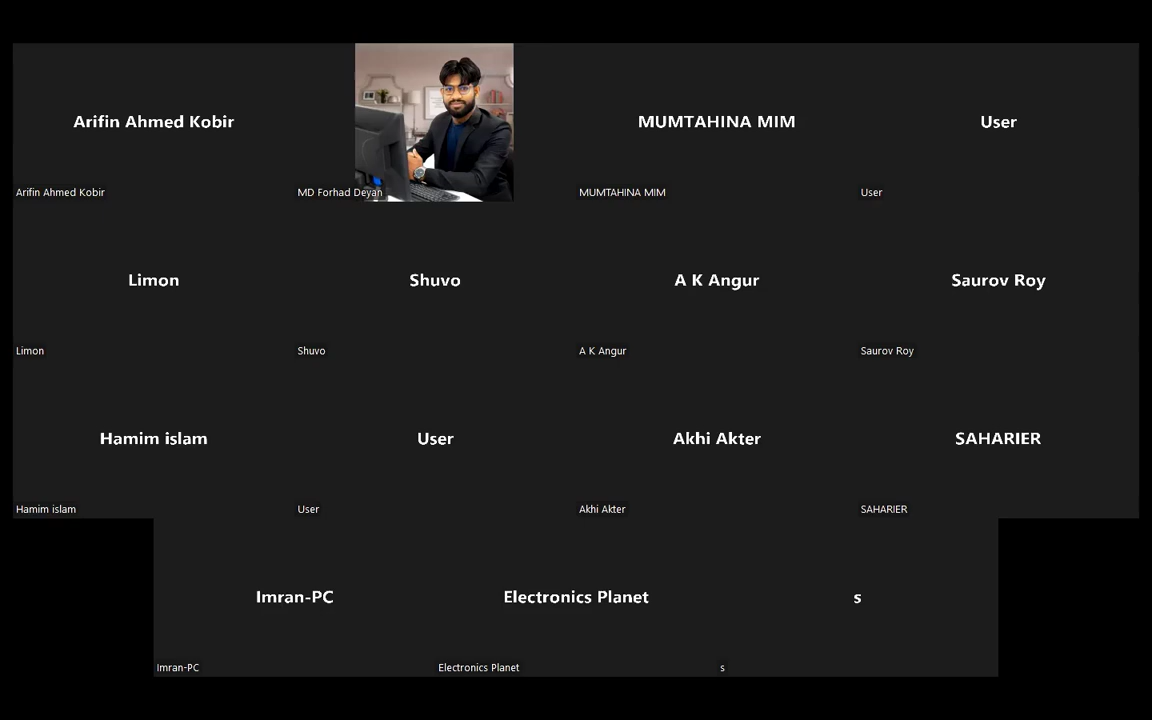 Arifin Ahmed Kobir
MUMTAHINA MIM
User
Arifin Ahmed Kobir
MD Forhad Deyan
MUMTAHINA MIM
User
Limon
Shuvo
A K Angur
Saurov Roy
Limon
Shuvo
A K Angur
Saurov Roy
Hamim islam
User
Akhi Akter
SAHARIER
Hamim islam
User
Akhi Akter
SAHARIER
Imran-PC
Electronics Planet
s
Imran-PC
Electronics Planet
s